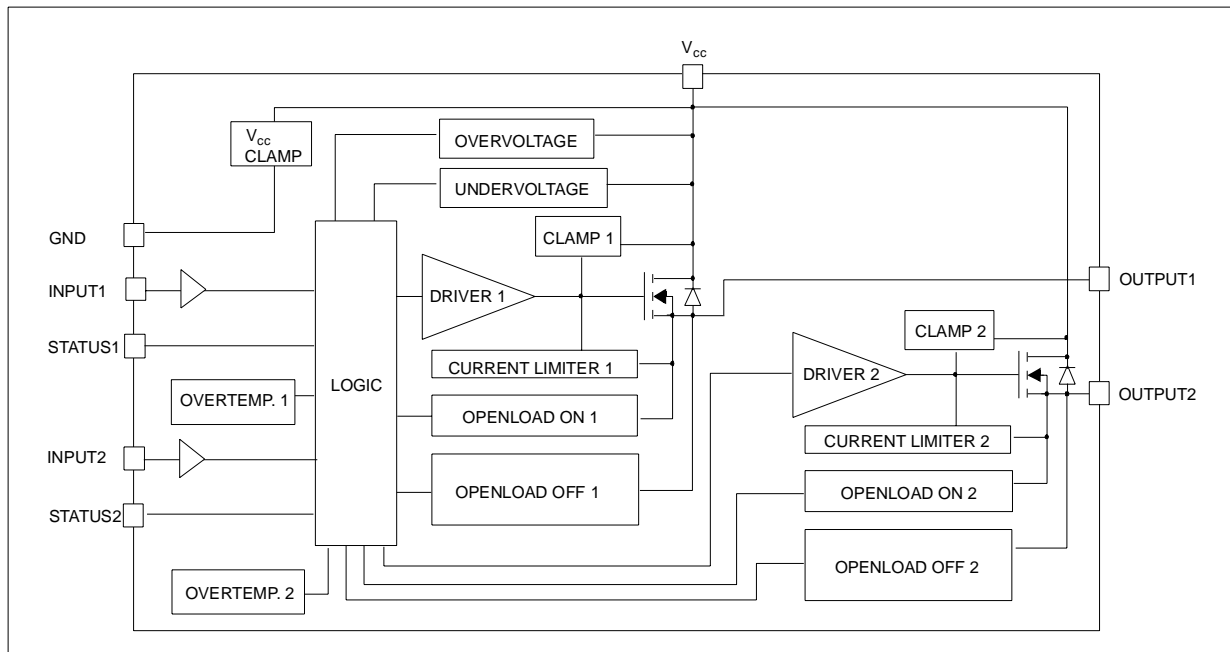 Vcc
Vcc
CLAMP
OVERVOLTAGE
UNDERVOLTAGE
GND
CLAMP 1
INPUT1
DRIVER 1
OUTPUT1
STATUS1
CURRENT LIMITER 1
LOGIC
CLAMP 2
DRIVER 2
OVERTEMP. 1
OPENLOAD ON 1
OUTPUT2
INPUT2
CURRENT LIMITER 2
OPENLOAD OFF 1
OPENLOAD ON 2
STATUS2
OPENLOAD OFF 2
OVERTEMP. 2